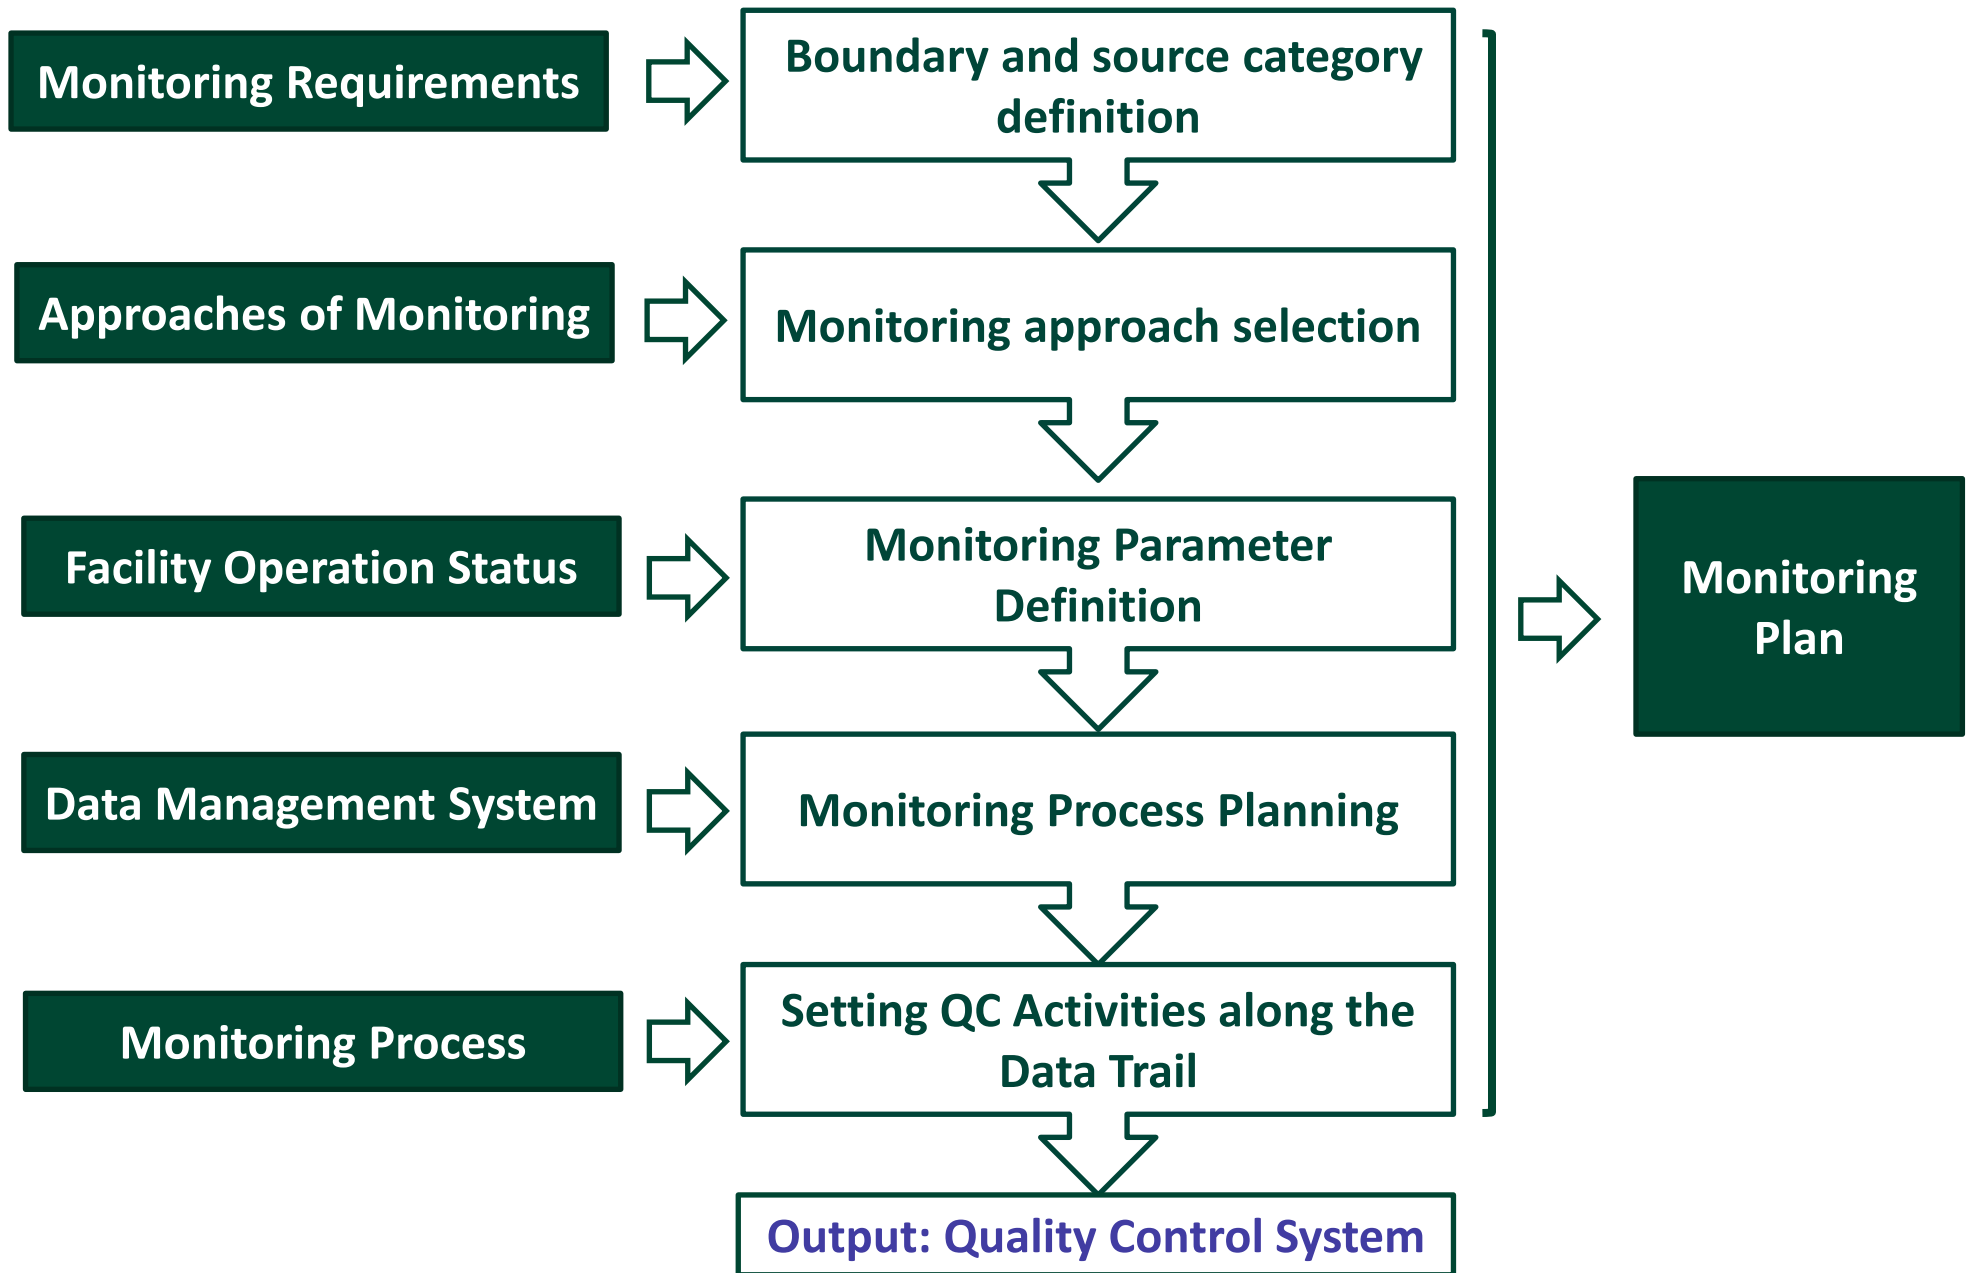 Monitoring Requirements
Boundary and source category
definition
Approaches of Monitoring
Monitoring approach selection
Facility Operation Status
Monitoring Parameter
Definition
Monitoring
Plan
Data Management System
Monitoring Process Planning
Monitoring Process
Setting QC Activities along the
Data Trail
Output: Quality Control System